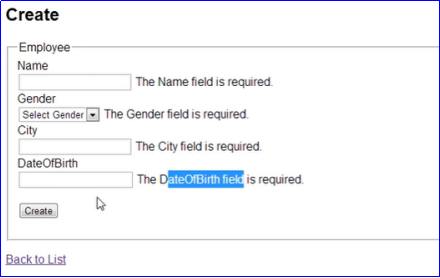 Create
Employee
Name
The Name field is required.
Gender
Select Gender The Gender field is required.
City
The City field is required.
DateOfBirth
The DateOfBirth field is required.
Create
Back to List